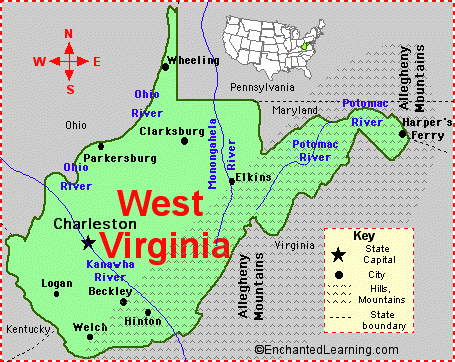 N
W
E
S
Wheeling
Ohio
River
Pennsylvania
Maryland
Potomac
River
Allegheny
Mountains
Harper's
Ferry
Ohio
Clarksburg
Parkersburg
Monongahela
River
Potomac
River
Ohio
River
Elkins
West
Virginia
Charleston
Kanawha
River
Virginia
Allegheny
Mountains
Logan
Beckley
Hinton
Welch
Kentucky
Key
State
Capital
City
Hills,
Mountains
State
boundary
©EnchantedLearning.com